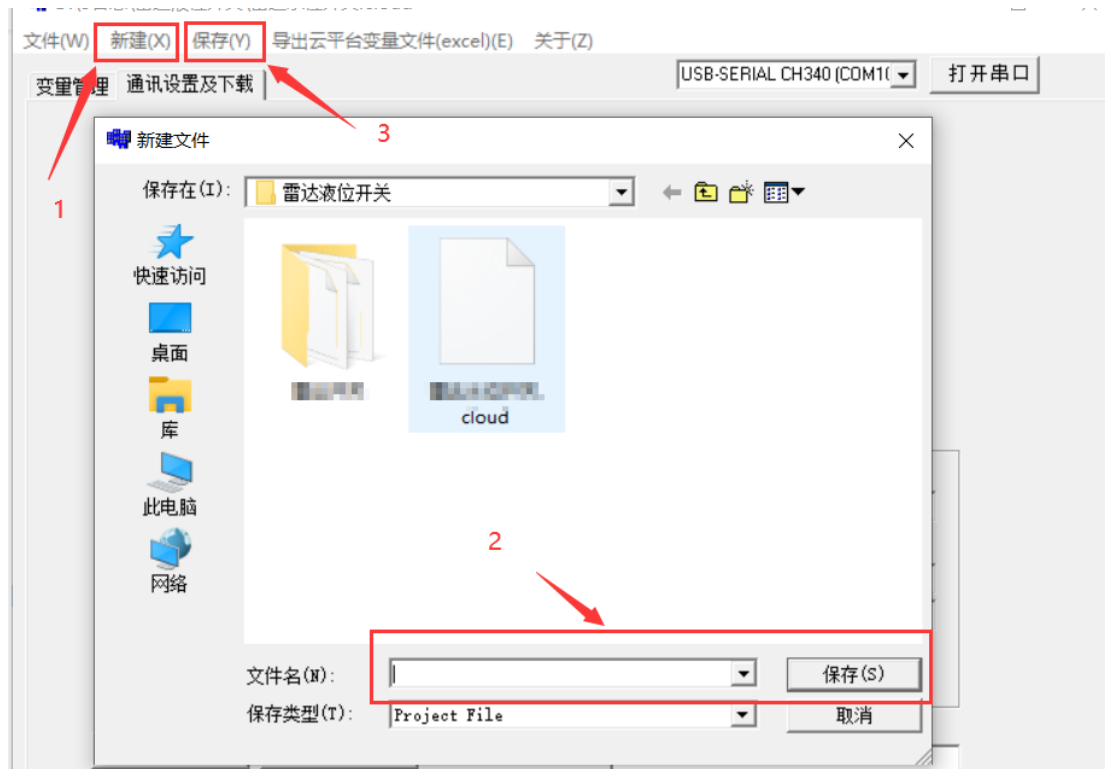 文件(W) 新建(X) 保存(Y) 导出云平台变量文件(excel)(E) 关于(Z)
变量管理 通讯设置及下载 USB-SERIAL CH340 (COM1( 打开串口
3
新建文件
保存在(I): 雷达液位开关
1
快速访问
桌面
cloud
库
此电脑
2
网络
文件名(N): 保存(S)
保存类型(T): Project File 取消